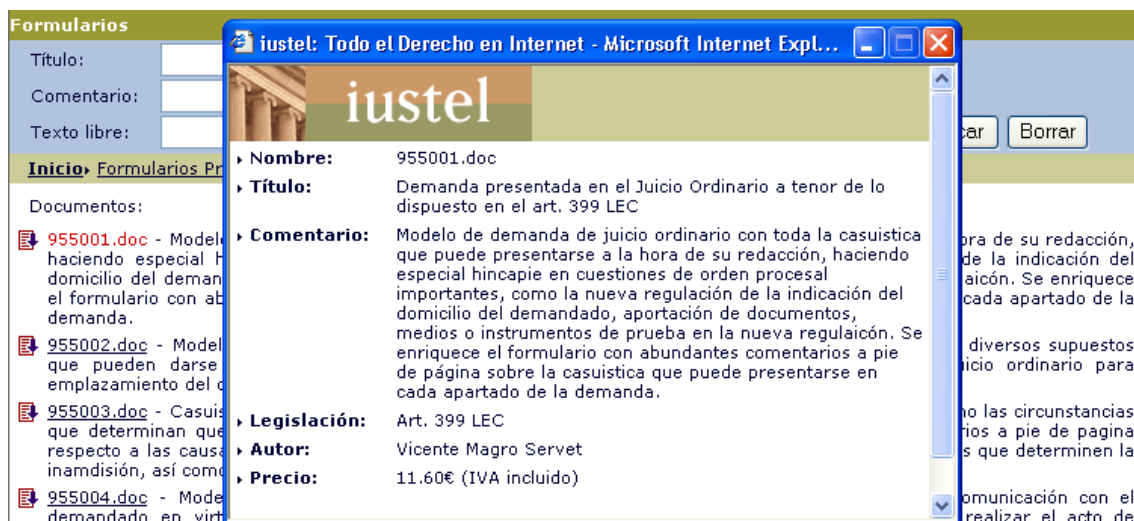 Formularios
Título:
Comentario:
Texto libre:
car Borrar
Inicio Formularios Pr
Documentos:
955001.doc - Model
haciendo especial h
domicilio del deman
el formulario con ab
demanda.
955002.doc - Model
que pueden darse
emplazamiento del d
955003.doc - Casuis
que determinan que
respecto a las causa
inamdisión, así como
955004.doc - Mode
demandado en virt
iustel: Todo el Derecho en Internet - Microsoft Internet Expl...
iustel
Nombre: 955001.doc
Título: Demanda presentada en el Juicio Ordinario a tenor de lo
dispuesto en el art. 399 LEC
Comentario: Modelo de demanda de juicio ordinario con toda la casuistica
que puede presentarse a la hora de su redacción, haciendo
especial hincapie en cuestiones de orden procesal
importantes, como la nueva regulación de la indicación del
domicilio del demandado, aportación de documentos,
medios o instrumentos de prueba en la nueva regulaicón. Se
enriquece el formulario con abundantes comentarios a pie
de página sobre la casuistica que puede presentarse en
cada apartado de la demanda.
Legislación: Art. 399 LEC
Autor: Vicente Magro Servet
Precio: 11.60€ (IVA incluido)
ora de su redacción,
de la indicación del
aicón. Se enriquece
cada apartado de la
diversos supuestos
icio ordinario para
no las circunstancias
rios a pie de pagina
s que determinen la
omunicación con el
realizar el acto de